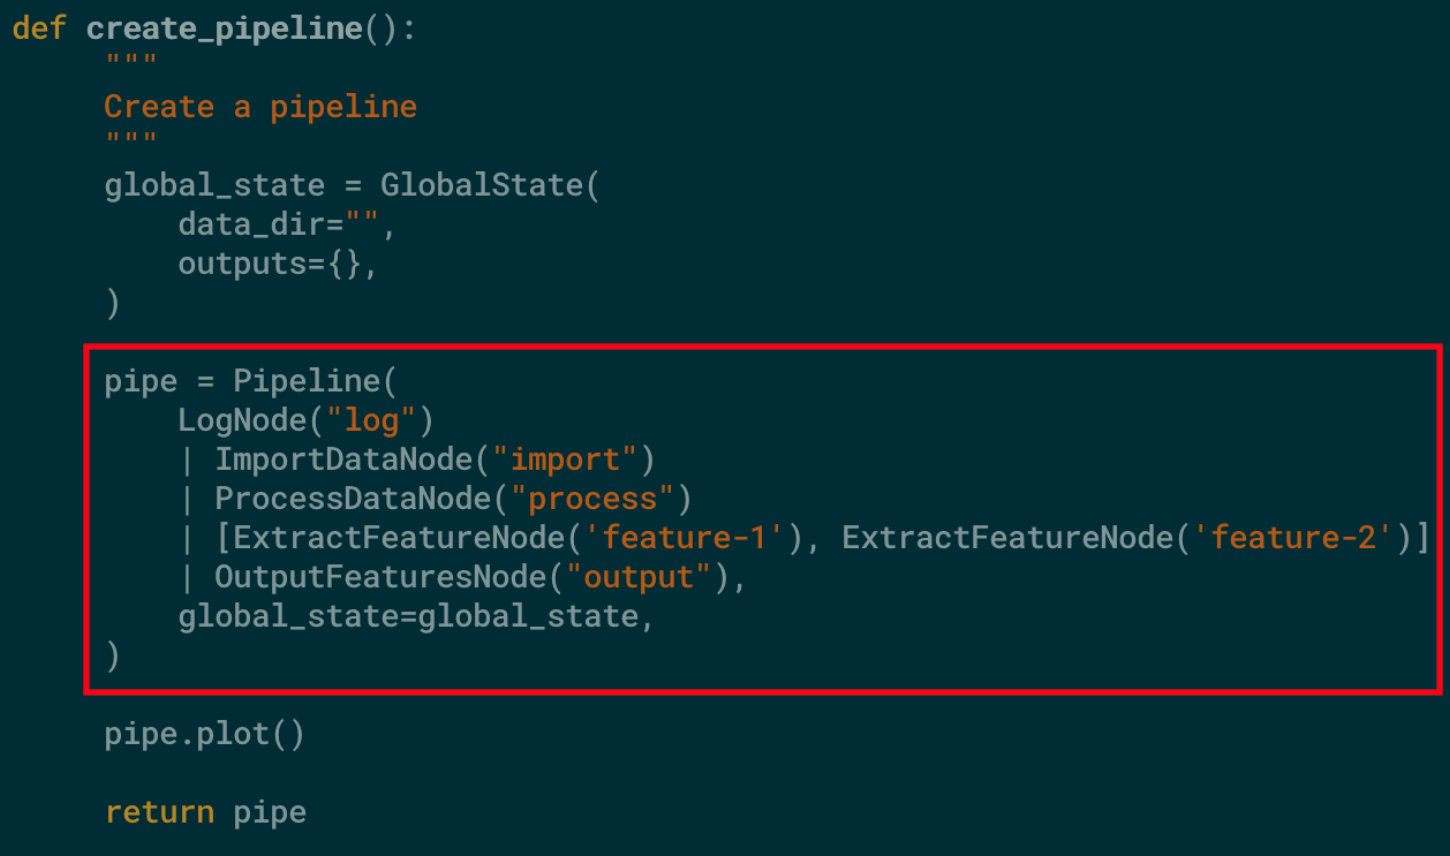 def create_pipeline():
    """
    Create a pipeline
    """
    global_state = GlobalState(
        data_dir="",
        outputs={},
    )
    pipe = Pipeline(
        LogNode("log")
        | ImportDataNode("import")
        | ProcessDataNode("process")
        | [ExtractFeatureNode('feature-1'), ExtractFeatureNode('feature-2')]
        | OutputFeaturesNode("output"),
        global_state=global_state,
    )
    pipe.plot()
    return pipe